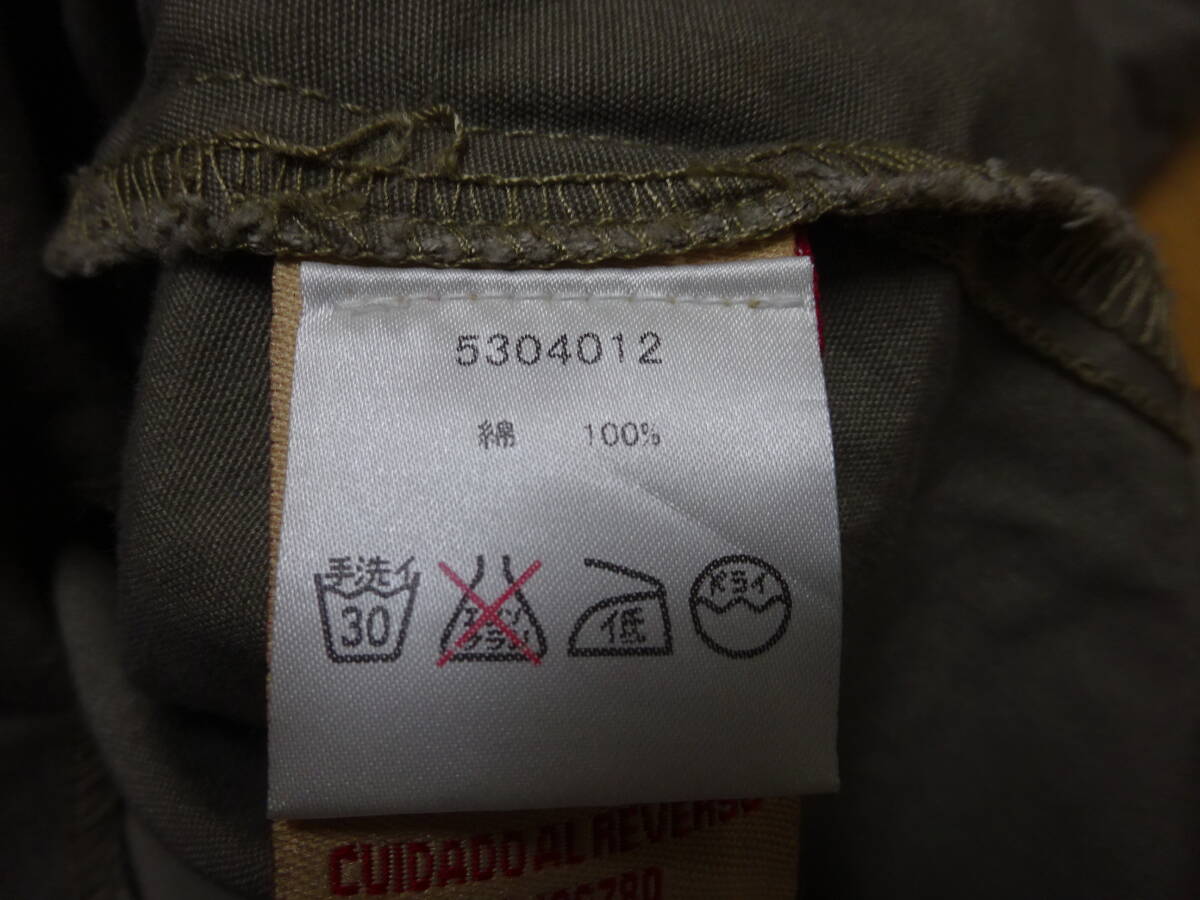 5304012
綿 100%
手洗イ
30
エンソ
サラシ
低
ドライ
CUIDADO AL REVERSO